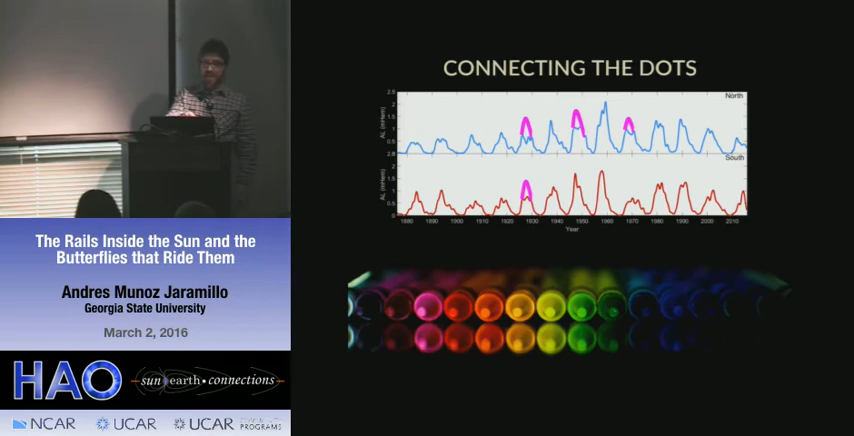 The Rails Inside the Sun and the
Butterflies that Ride Them
Andres Munoz Jaramillo
Georgia State University
March 2, 2016
HAO
sun earth • connections
NCAR
UCAR
UCAR
PROGRAMS
CONNECTING THE DOTS
North
South
1880 1890 1900 1910 1920 1930 1940 1950 1960 1970 1980 1990 2000 2010
Year